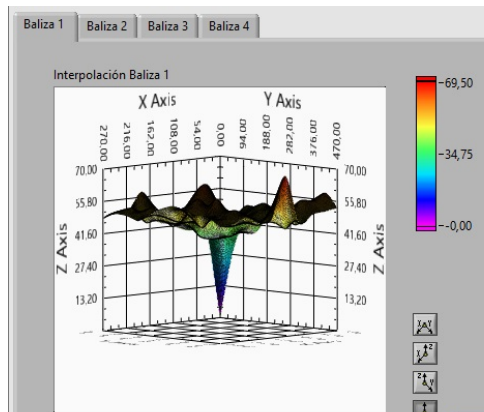 Baliza 1 Baliza 2 Baliza 3 Baliza 4
Interpolación Baliza 1
X Axis Y Axis
270,00 216,00 162,00 108,00 54,00 0,00 94,00 188,00 282,00 376,00 470,00
70,00 70,00
55,80 55,80
41,60 41,60
27,40 27,40
13,20 13,20
Z Axis Z Axis
69,50
34,75
0,00